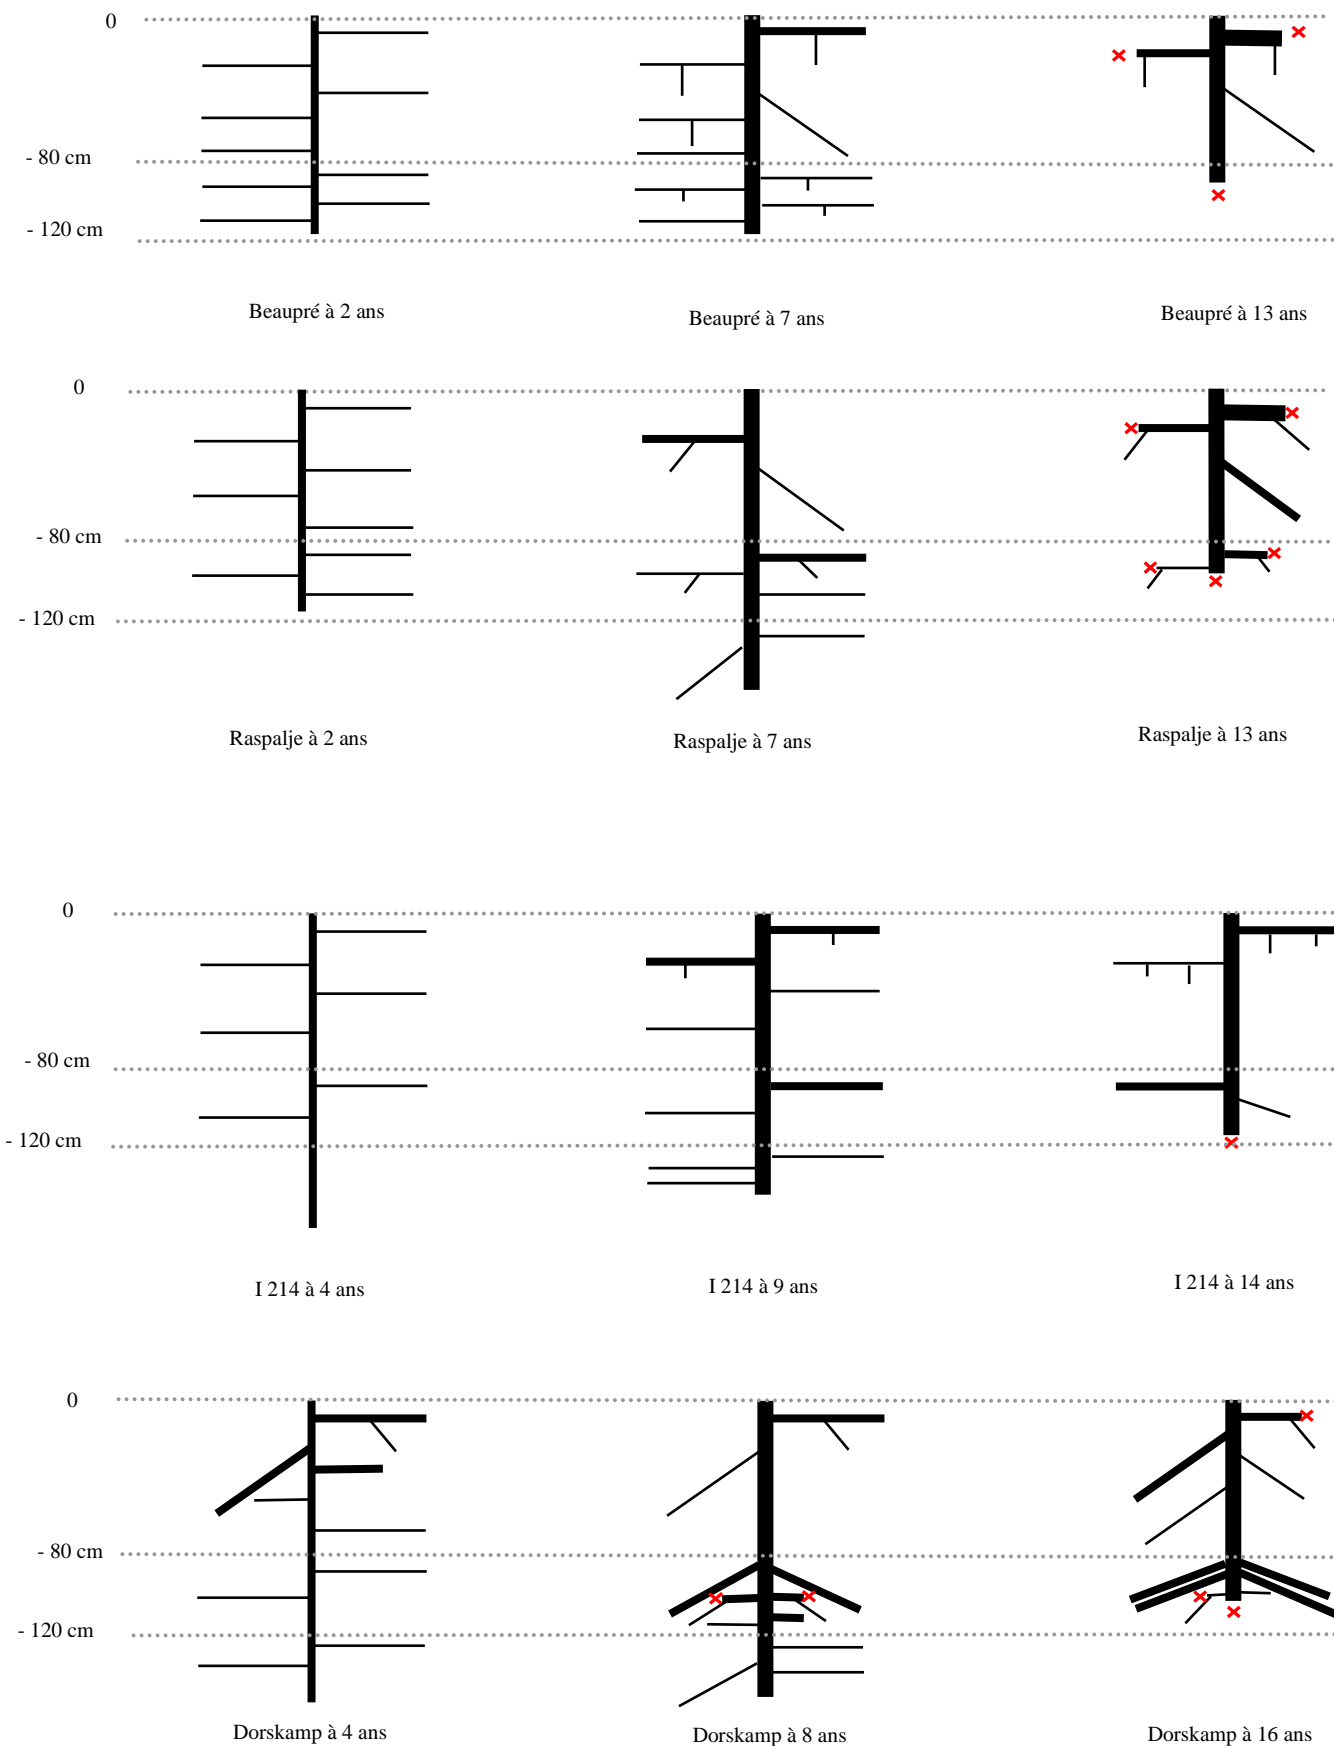 0
- 80 cm
- 120 cm
Beaupré à 2 ans
Beaupré à 7 ans
Beaupré à 13 ans
0
- 80 cm
- 120 cm
Raspalje à 2 ans
Raspalje à 7 ans
Raspalje à 13 ans
0
- 80 cm
- 120 cm
I 214 à 4 ans
I 214 à 9 ans
I 214 à 14 ans
0
- 80 cm
- 120 cm
Dorskamp à 4 ans
Dorskamp à 8 ans
Dorskamp à 16 ans